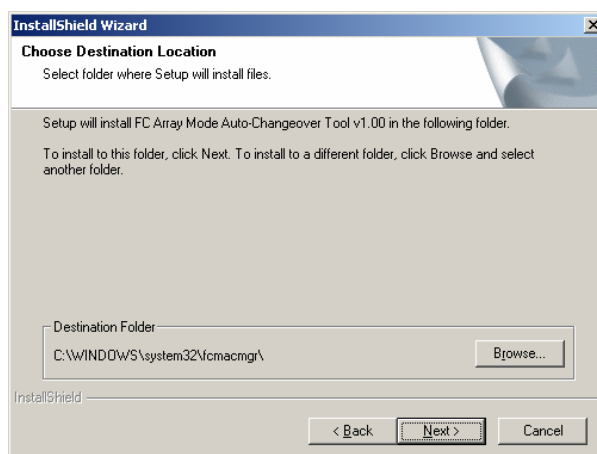 InstallShield Wizard
Choose Destination Location
Select folder where Setup will install files.
Setup will install FC Array Mode Auto-Changeover Tool v1.00 in the following folder.
To install to this folder, click Next. To install to a different folder, click Browse and select
another folder.
Destination Folder
C:\WINDOWS\system32\fcmacmgr\
Browse...
InstallShield
< Back
Next >
Cancel